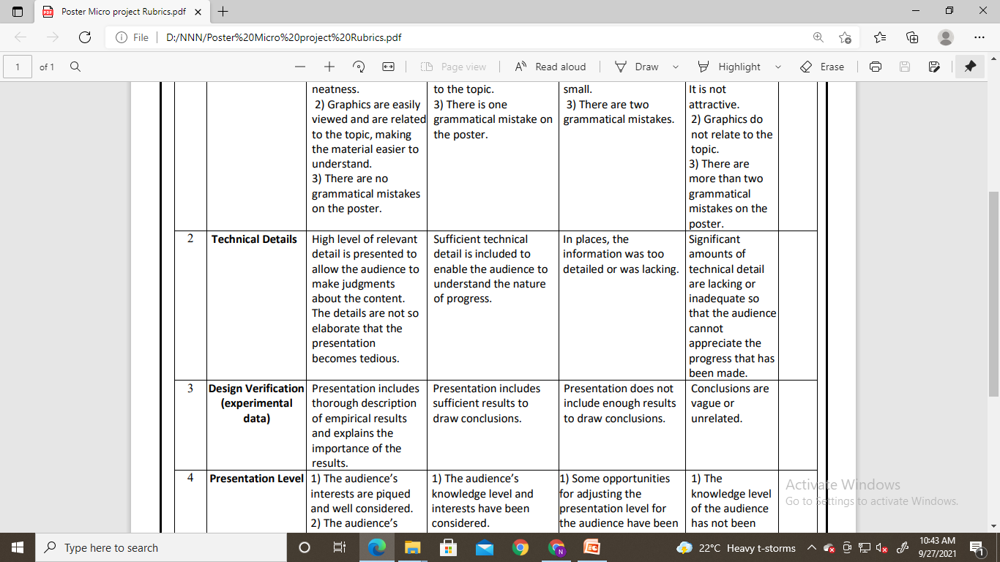 Poster Micro project Rubrics.pdf
File
D:/NNN/Poster%20Micro%20project%20Rubrics.pdf
1
of 1
Page view
Read aloud
Draw
Highlight
Erase
neatness.
2) Graphics are easily
viewed and are related
to the topic, making
the material easier to
understand.
3) There are no
grammatical mistakes
on the poster.
to the topic.
3) There is one
grammatical mistake on
the poster.
small.
3) There are two
grammatical mistakes.
It is not
attractive.
2) Graphics do
not relate to the
topic.
3) There are
more than two
grammatical
mistakes on the
poster.
2
Technical Details
High level of relevant
detail is presented to
allow the audience to
make judgments
about the content.
The details are not so
elaborate that the
presentation
becomes tedious.
Sufficient technical
detail is included to
enable the audience to
understand the nature
of progress.
In places, the
information was too
detailed or was lacking.
Significant
amounts of
technical detail
are lacking or
inadequate so
that the audience
cannot
appreciate the
progress that has
been made.
3
Design Verification
(experimental
data)
Presentation includes
thorough description
of empirical results
and explains the
importance of the
results.
Presentation includes
sufficient results to
draw conclusions.
Presentation does not
include enough results
to draw conclusions.
Conclusions are
vague or
unrelated.
4
Presentation Level
1) The audience's
interests are piqued
and well considered.
2) The audience's
1) The audience's
knowledge level and
interests have been
considered.
1) Some opportunities
for adjusting the
presentation level for
the audience have been
1) The
knowledge level
of the audience
has not been
Activate Windows
Go to Settings to activate Windows.
Type here to search
22°C Heavy t-storms
10:43 AM
9/27/2021
1